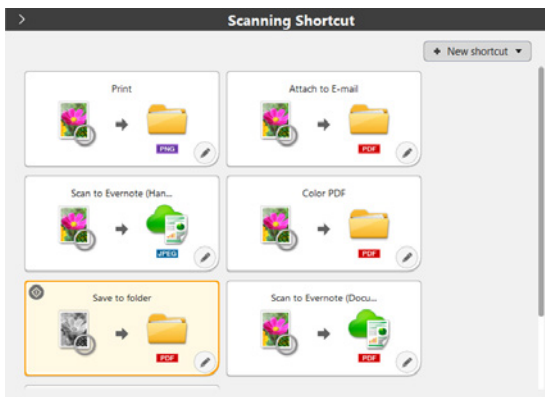 Scanning Shortcut
+ New shortcut
Print
PNG
Attach to E-mail
PDF
Scan to Evernote (Han...
JPEG
Color PDF
PDF
Save to folder
PDF
Scan to Evernote (Docu...
PDF